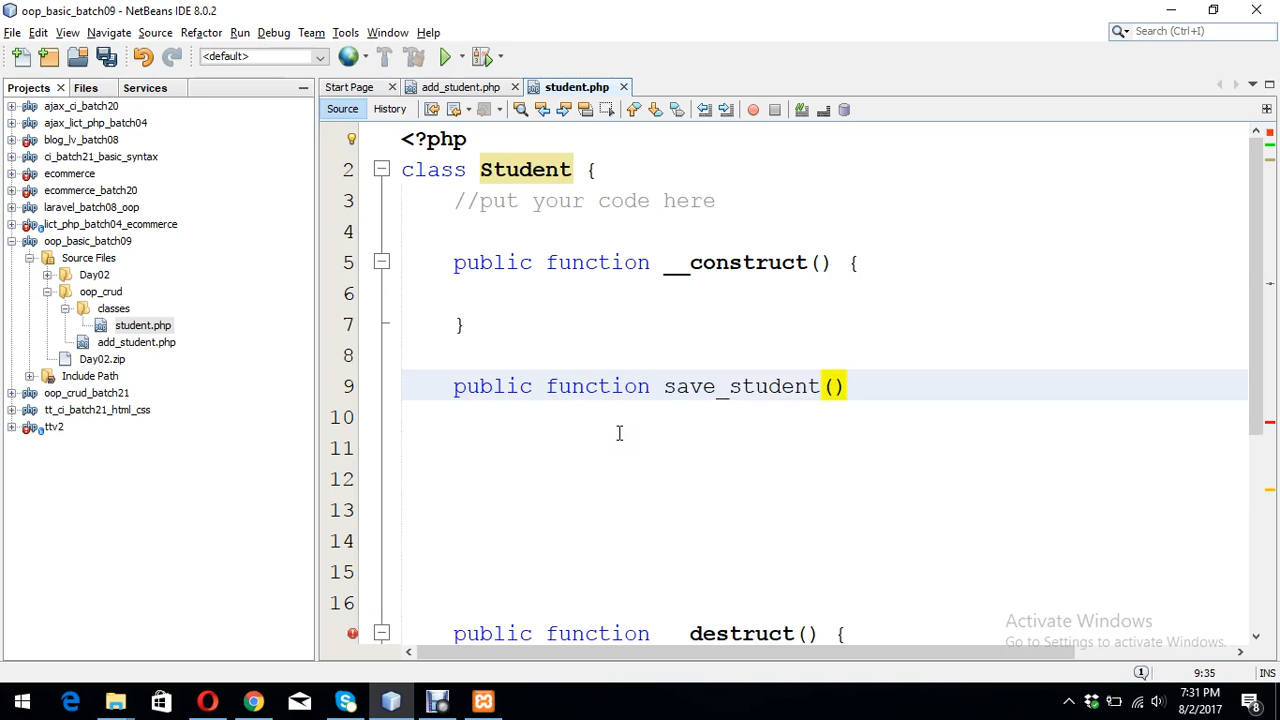 oop_basic_batch09 - NetBeans IDE 8.0.2
File Edit View Navigate Source Refactor Run Debug Team Tools Window Help
Search (Ctrl+I)
<default>
Projects Files Services
Start Page add_student.php student.php
Source History
ajax_ci_batch20
ajax_lict_php_batch04
blog_lv_batch08
ci_batch21_basic_syntax
ecommerce
ecommerce_batch20
laravel_batch08_oop
lict_php_batch04_ecommerce
oop_basic_batch09
Source Files
Day02
oop_crud
classes
student.php
add_student.php
Day02.zip
Include Path
oop_crud_batch21
tt_ci_batch21_html_css
ttv2
<?php
2 class Student {
3 //put your code here
4
5 public function __construct() {
6
7 }
8
9 public function save_student()
10
11
12
13
14
15
16
public function __destruct() {
Activate Windows
Go to Settings to activate Windows.
1 9:35 INS
7:31 PM
8/2/2017
8